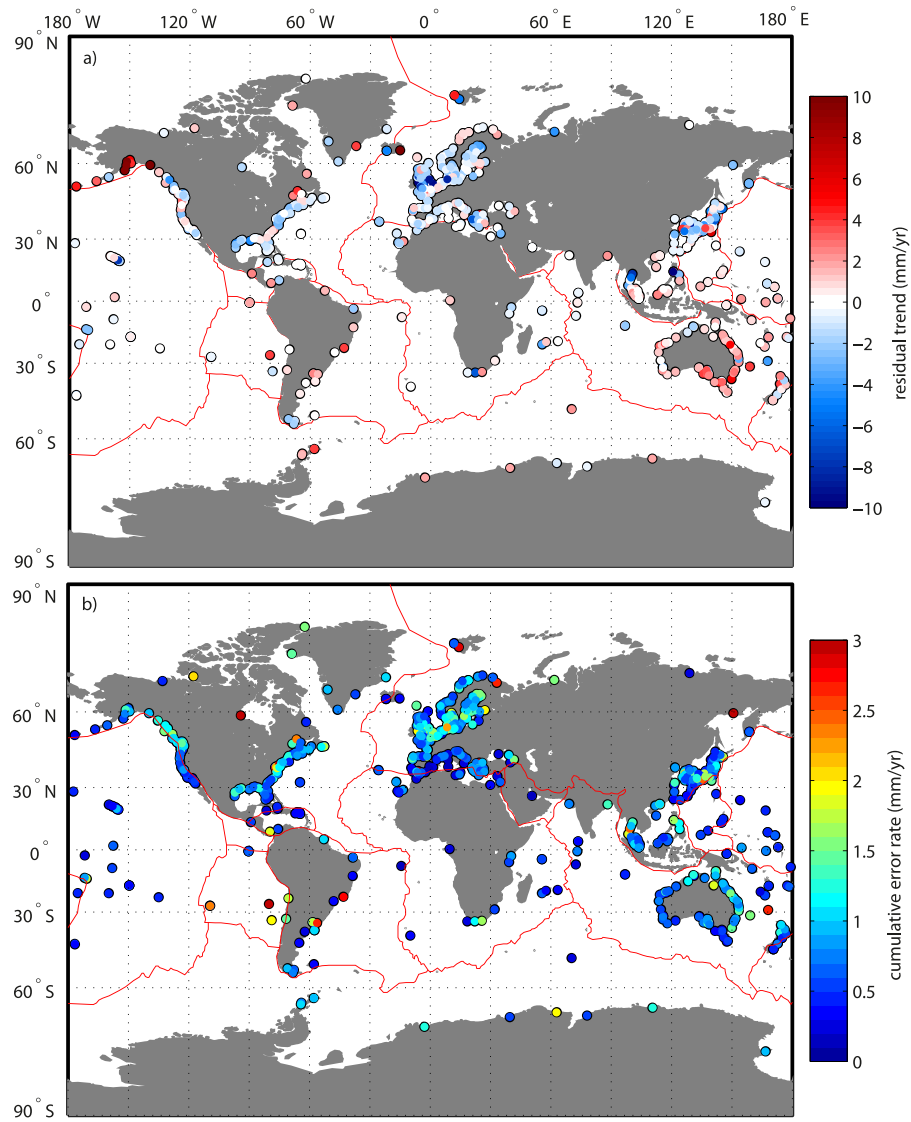 180° W 120° W 60° W 0° 60° E 120° E 180° E
90° N
a)
60° N
30° N
0°
30° S
60° S
90° S
10
8
6
4
2
0
−2
−4
−6
−8
−10
residual trend (mm/yr)
90° N
b)
60° N
30° N
0°
30° S
60° S
90° S
3
2.5
2
1.5
1
0.5
0
cumulative error rate (mm/yr)